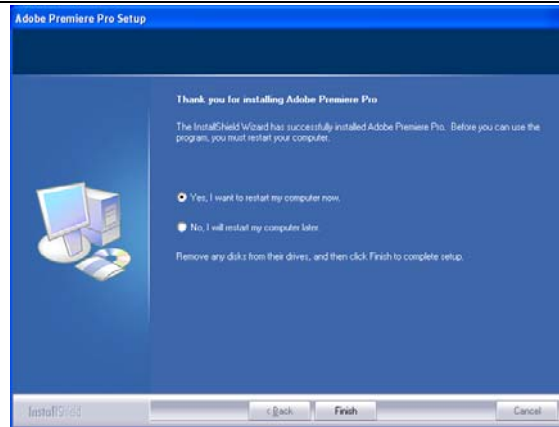 Adobe Premiere Pro Setup
Thank you for installing Adobe Premiere Pro
The InstallShield Wizard has successfully installed Adobe Premiere Pro. Before you can use the
program, you must restart your computer.
Yes, I want to restart my computer now.
No, I will restart my computer later.
Remove any disks from their drives, and then click Finish to complete setup.
InstallShield
< Back Finish Cancel